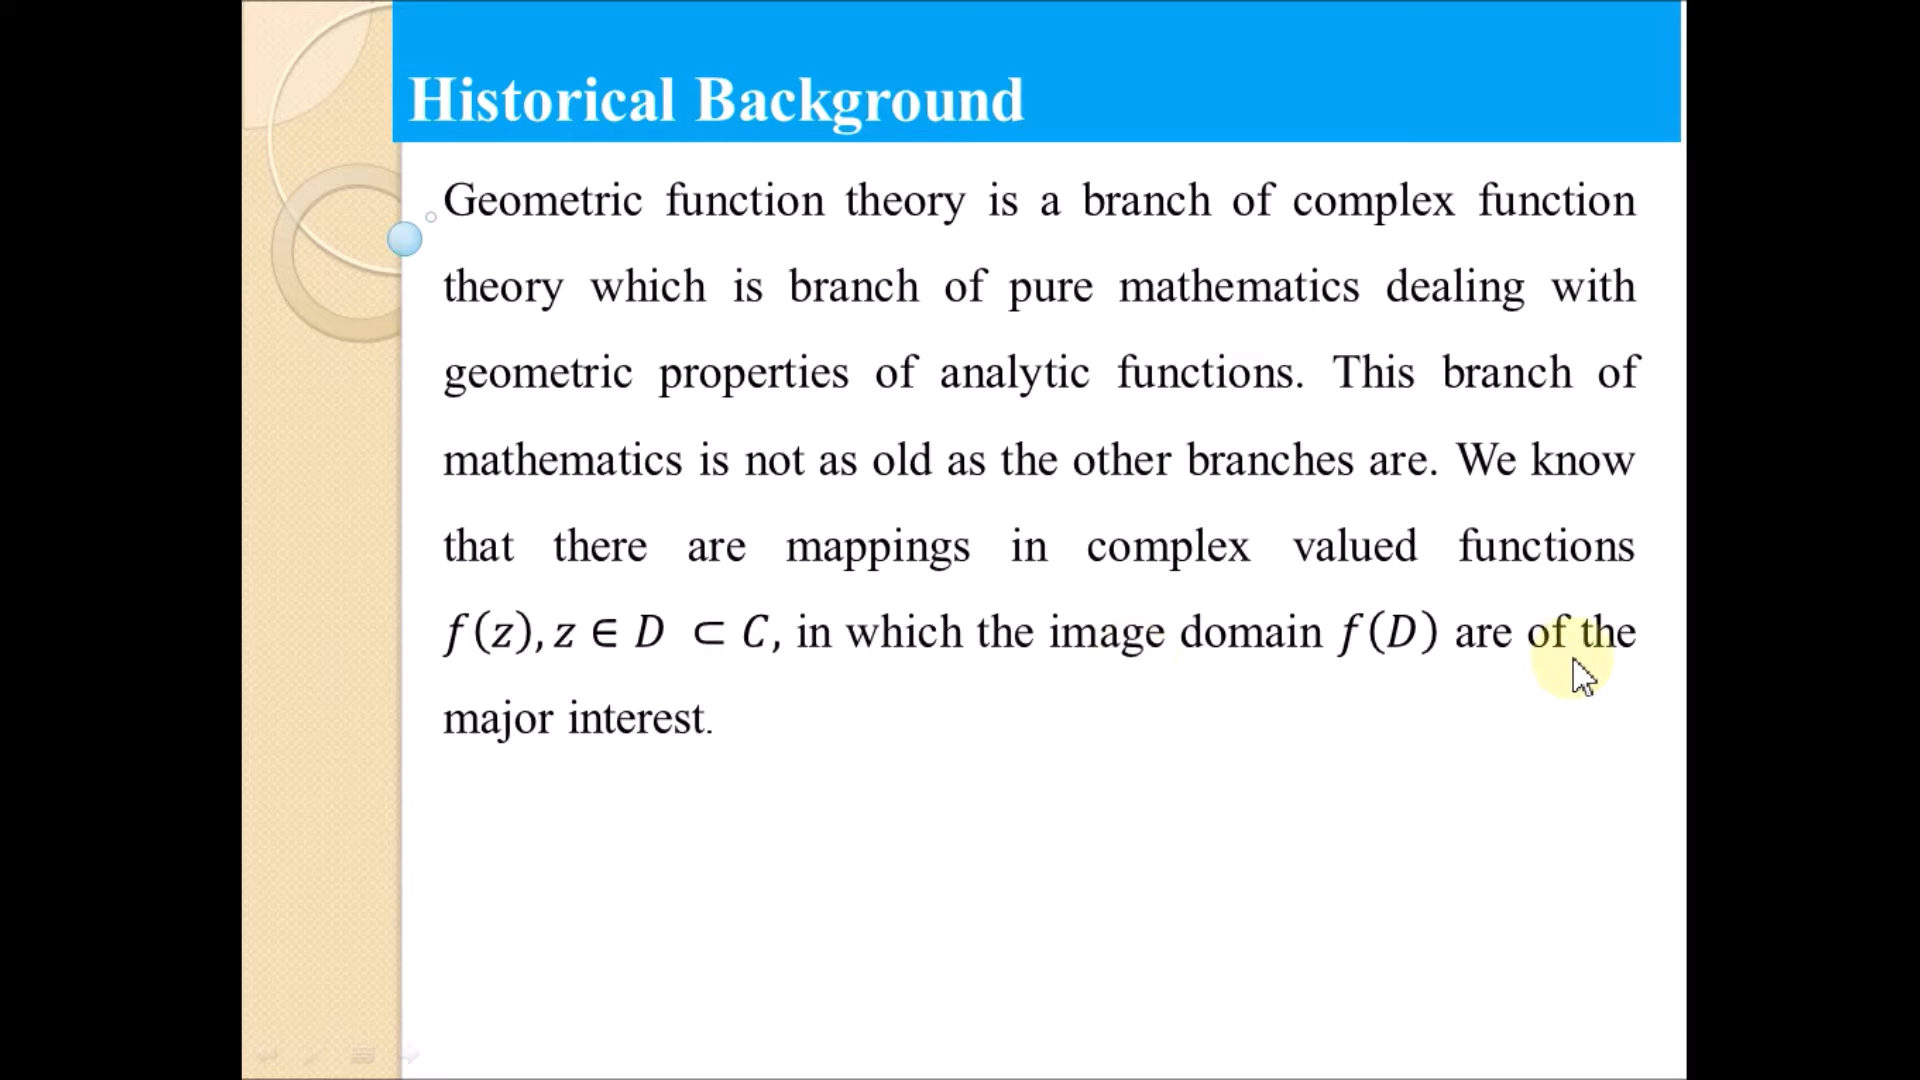 Historical Background
Geometric function theory is a branch of complex function
theory which is branch of pure mathematics dealing with
geometric properties of analytic functions. This branch of
mathematics is not as old as the other branches are. We know
that there are mappings in complex valued functions
f(z), z ∈ D ⊂ C, in which the image domain f(D) are of the
major interest.